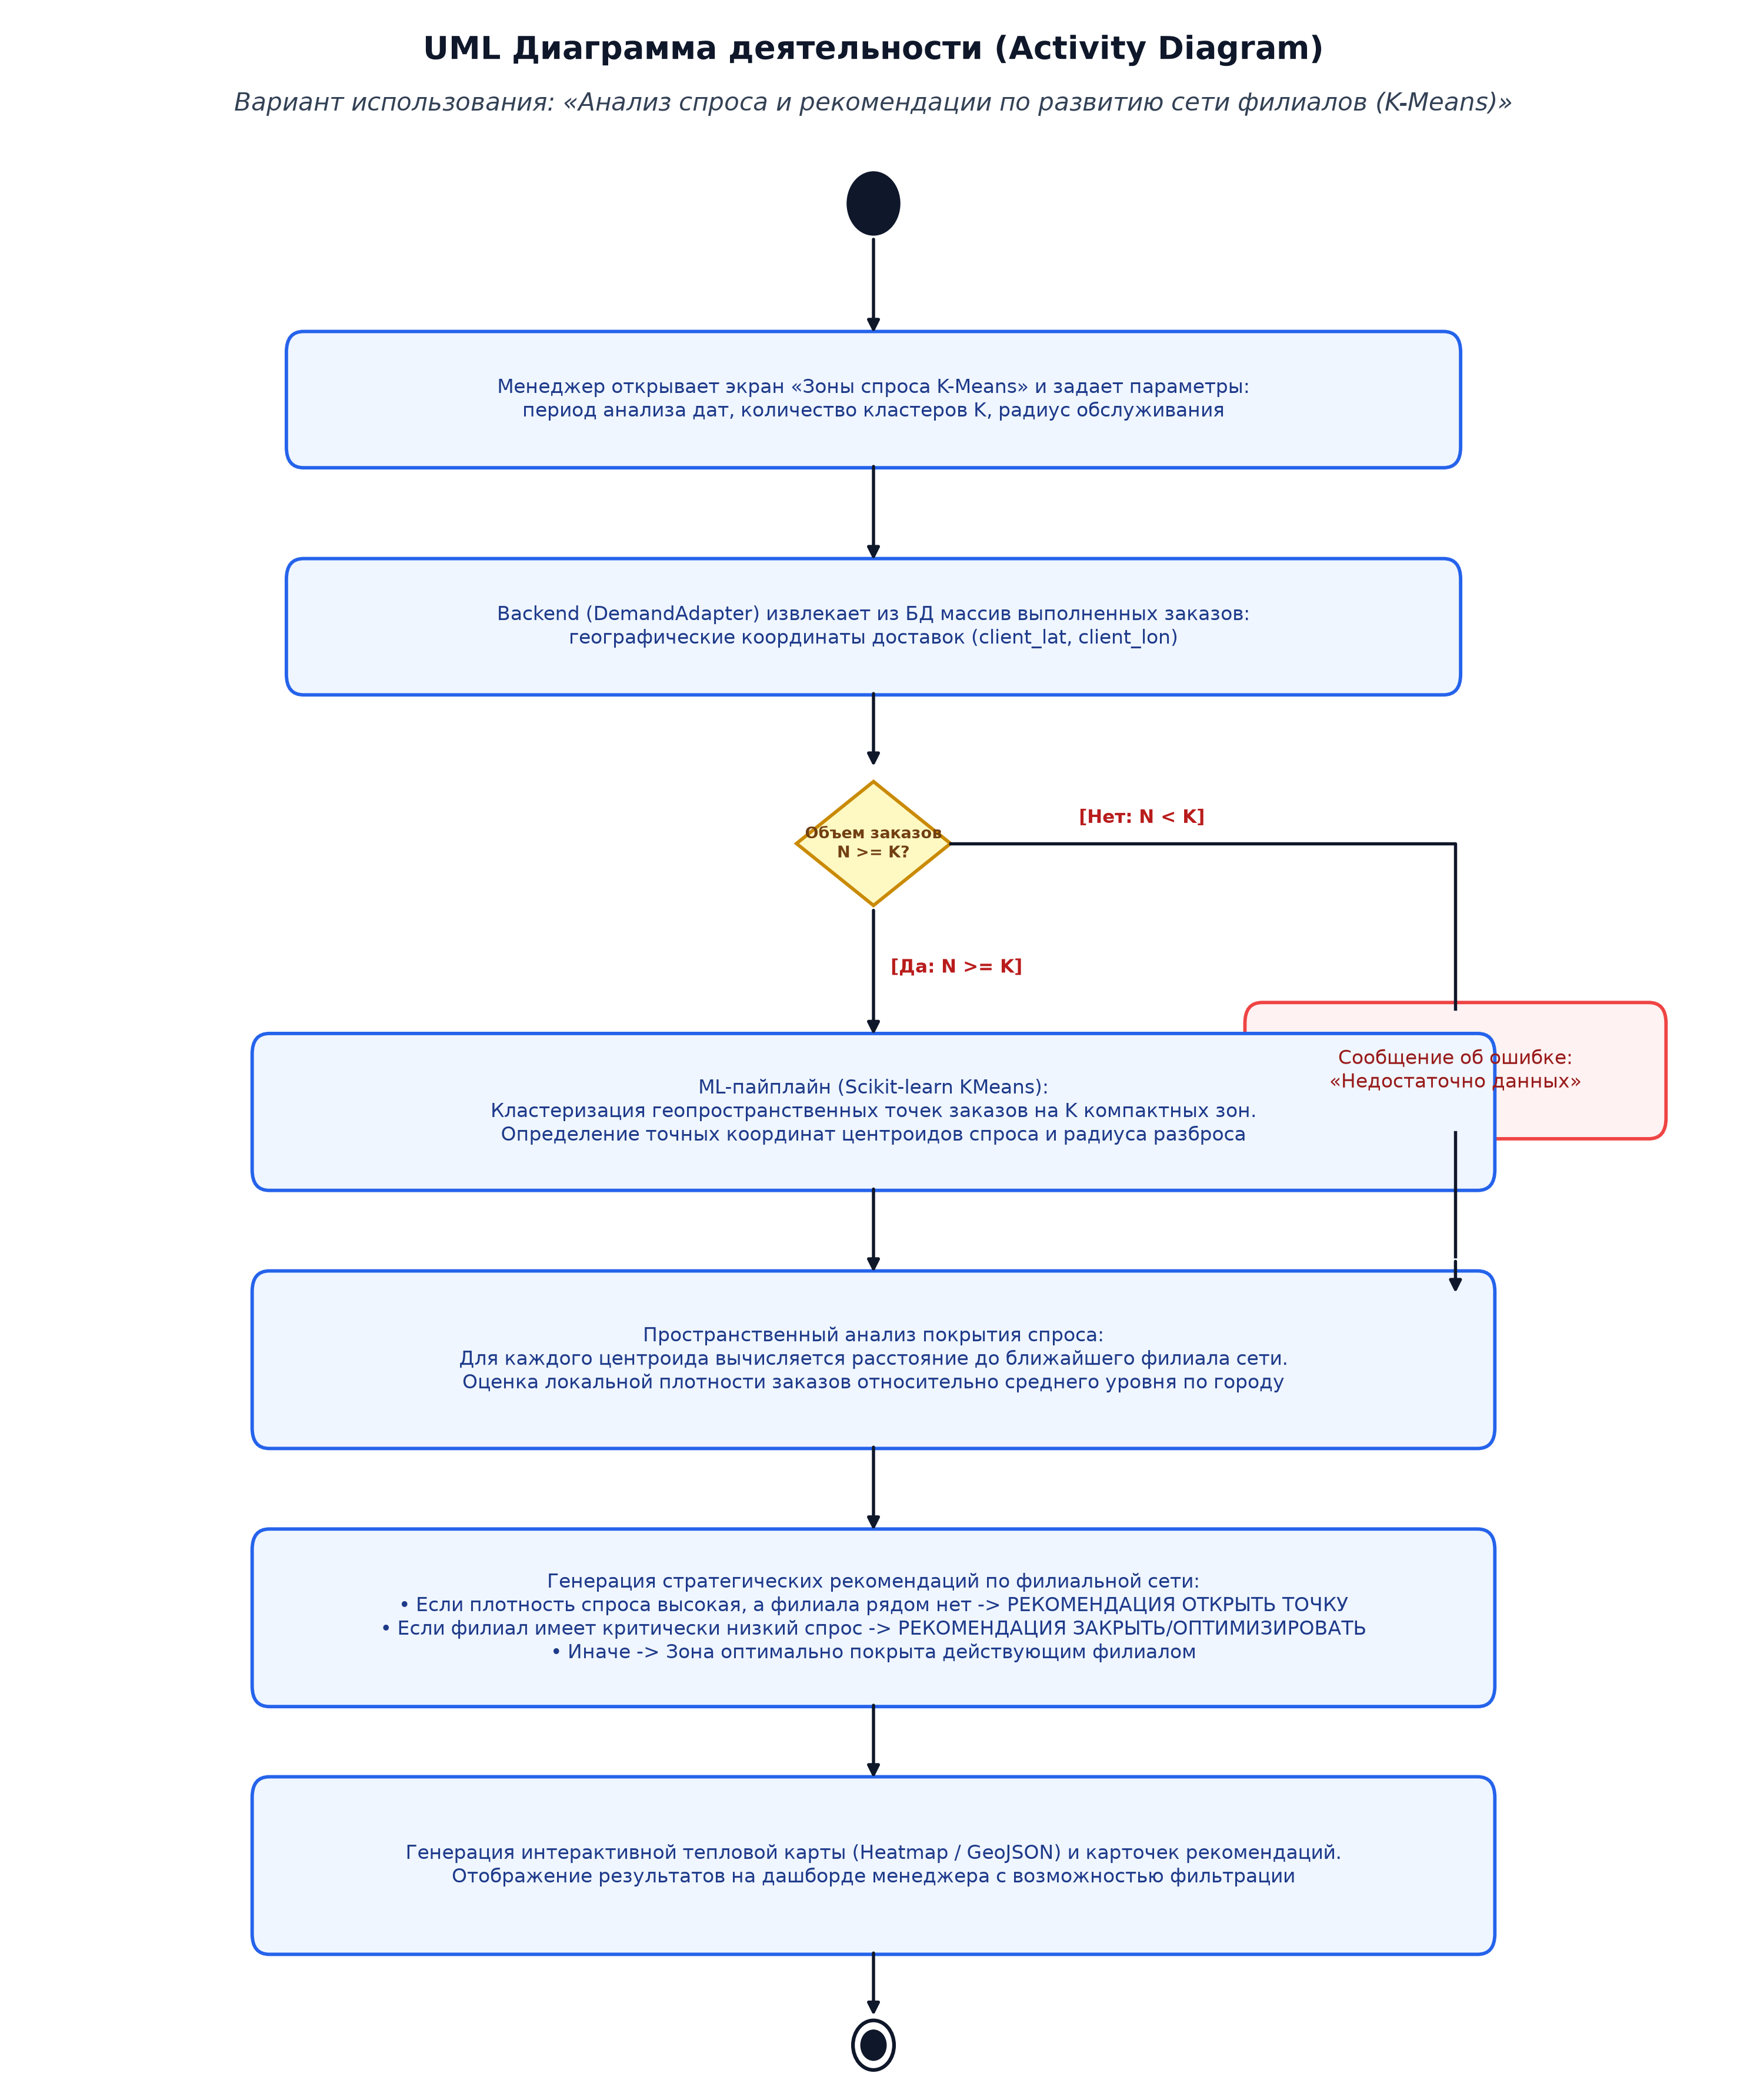 UML Диаграмма деятельности (Activity Diagram)
Вариант использования: «Анализ спроса и рекомендации по развитию сети филиалов (K-Means)»
Менеджер открывает экран «Зоны спроса K-Means» и задает параметры:
период анализа дат, количество кластеров K, радиус обслуживания
Backend (DemandAdapter) извлекает из БД массив выполненных заказов:
географические координаты доставок (client_lat, client_lon)
Объем заказов
N >= K?
[Нет: N < K]
[Да: N >= K]
Сообщение об ошибке:
«Недостаточно данных»
ML-пайплайн (Scikit-learn KMeans):
Кластеризация геопространственных точек заказов на K компактных зон.
Определение точных координат центроидов спроса и радиуса разброса
Пространственный анализ покрытия спроса:
Для каждого центроида вычисляется расстояние до ближайшего филиала сети.
Оценка локальной плотности заказов относительно среднего уровня по городу
Генерация стратегических рекомендаций по филиальной сети:
• Если плотность спроса высокая, а филиала рядом нет -> РЕКОМЕНДАЦИЯ ОТКРЫТЬ ТОЧКУ
• Если филиал имеет критически низкий спрос -> РЕКОМЕНДАЦИЯ ЗАКРЫТЬ/ОПТИМИЗИРОВАТЬ
• Иначе -> Зона оптимально покрыта действующим филиалом
Генерация интерактивной тепловой карты (Heatmap / GeoJSON) и карточек рекомендаций.
Отображение результатов на дашборде менеджера с возможностью фильтрации